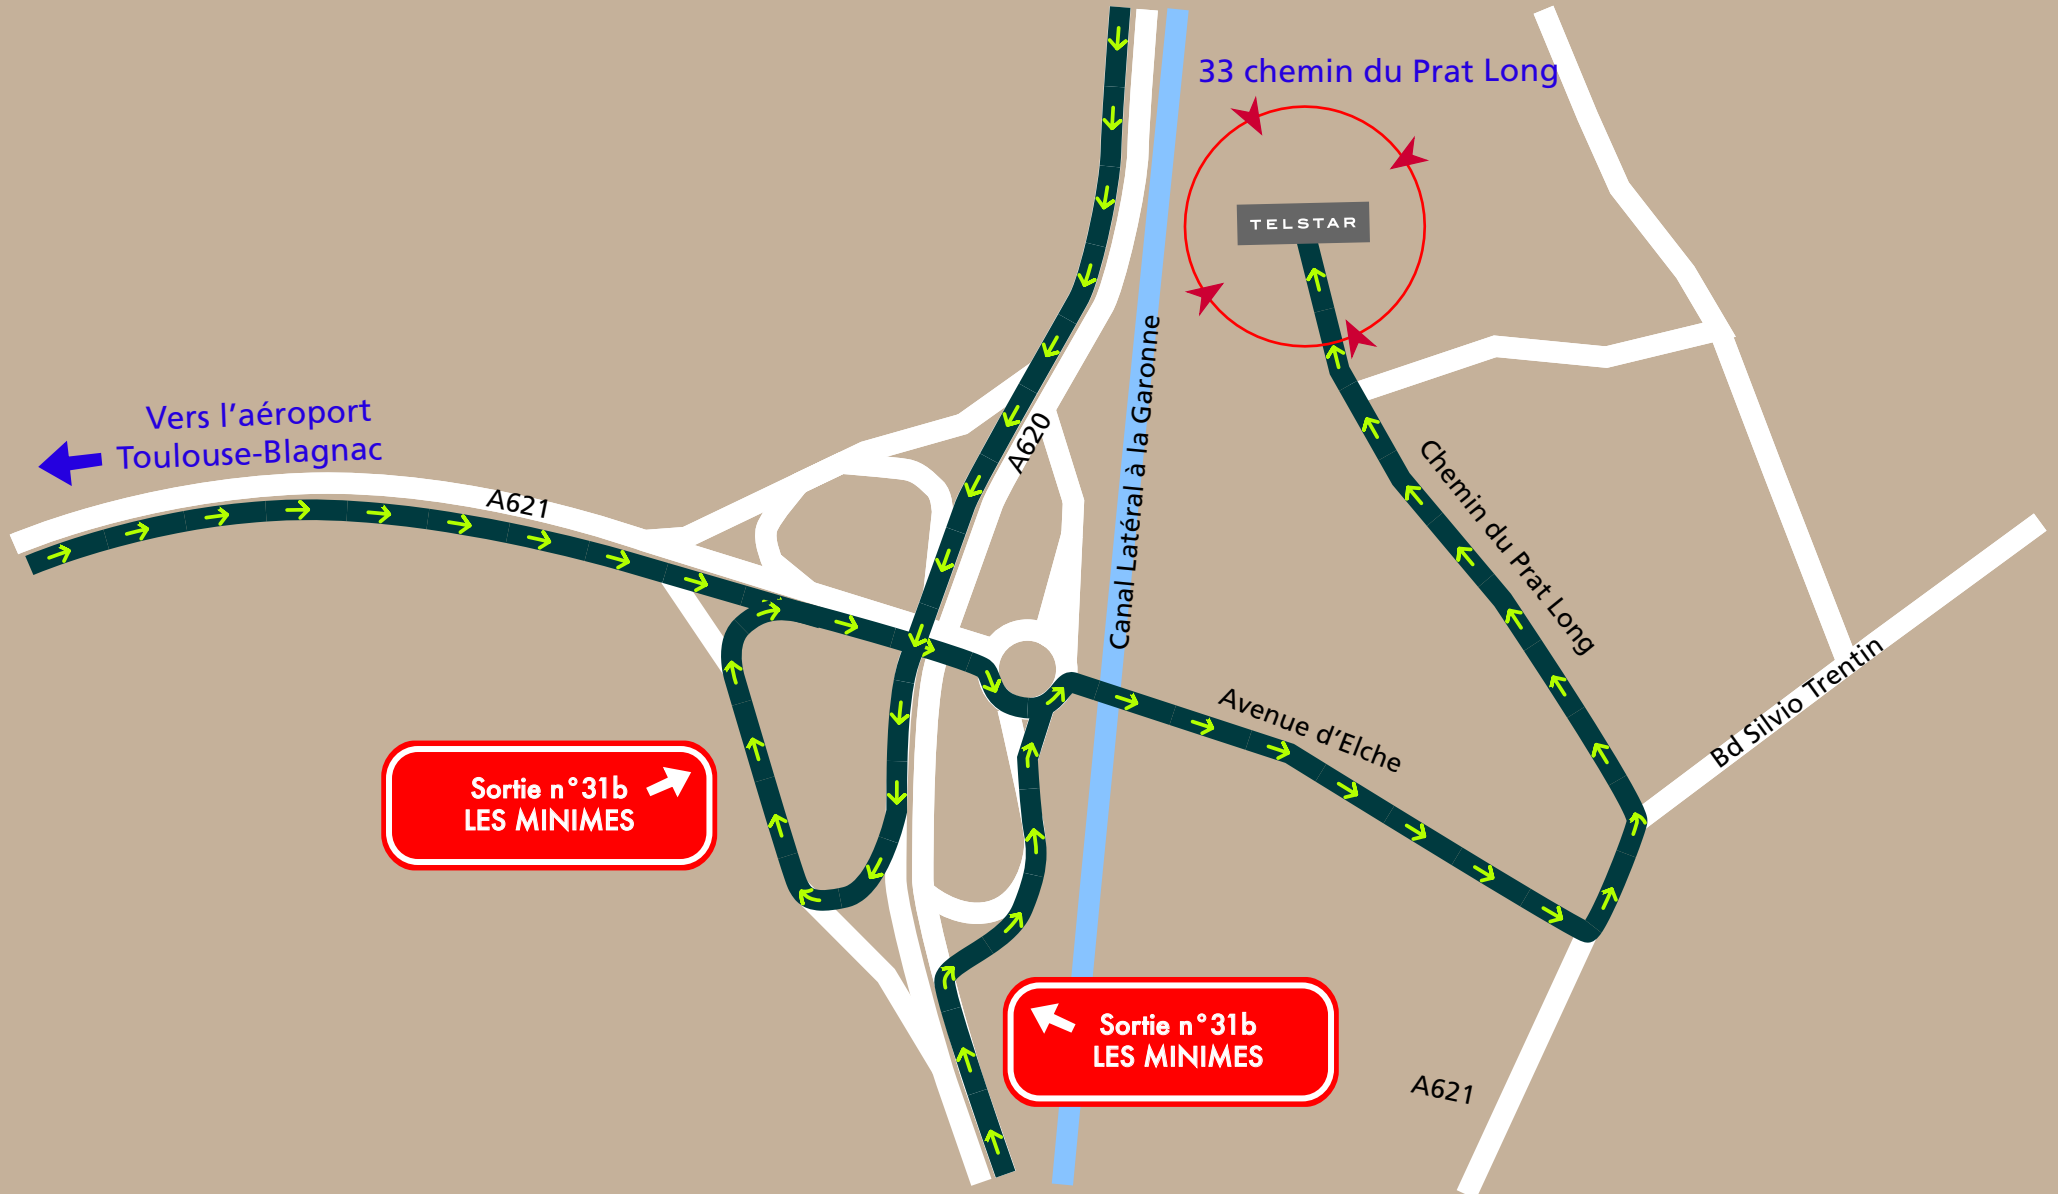 33 chemin du Prat Long
TELSTAR
Vers l’aéroport
Toulouse-Blagnac
A621
A620
Canal Latéral à la Garonne
Chemin du Prat Long
Avenue d’Elche
Bd Silvio Trentin
Sortie n°31b
LES MINIMES
Sortie n°31b
LES MINIMES
A621